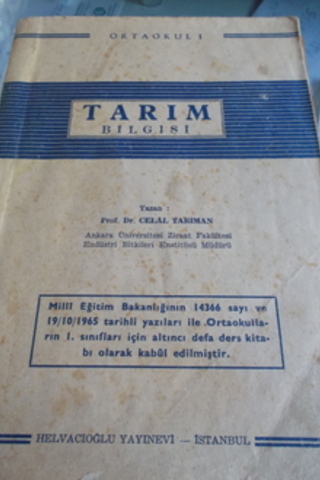 ORTAOKUL I
TARIM
BİLGİSİ
Yazan :
Prof. Dr. CELÂL TARIMAN
Ankara Üniversitesi Ziraat Fakültesi
Endüstri Bitkileri Enstitüsü Müdürü
Millî Eğitim Bakanlığının 14366 sayı ve
19/10/1965 tarihli yazıları ile Ortaokulla-
rın 1. sınıfları için altıncı defa ders kita-
bı olarak kabûl edilmiştir.
HELVACIOĞLU YAYINEVİ — İSTANBUL